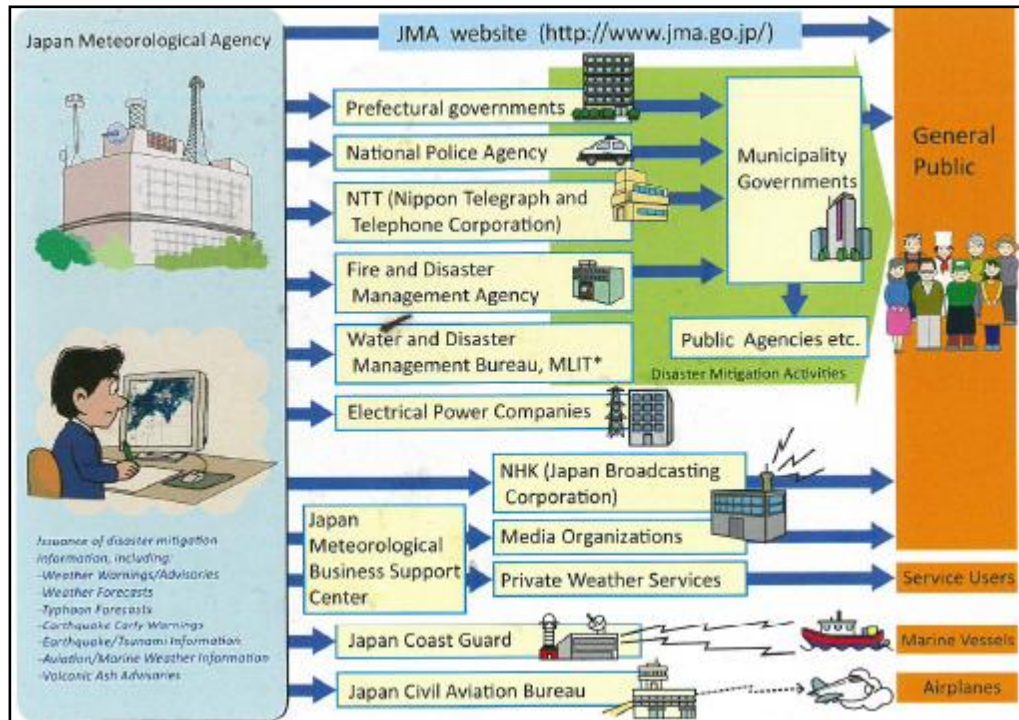 Japan Meteorological Agency
JMA website (http://www.jma.go.jp/)
Prefectural governments
National Police Agency
NTT (Nippon Telegraph and
Telephone Corporation)
Fire and Disaster
Management Agency
Water and Disaster
Management Bureau, MLIT*
Electrical Power Companies
Municipality
Governments
Public Agencies etc.
Disaster Mitigation Activities
General
Public
NHK (Japan Broadcasting
Corporation)
Japan
Meteorological
Business Support
Center
Media Organizations
Private Weather Services
Service Users
Japan Coast Guard
Marine Vessels
Japan Civil Aviation Bureau
Airplanes
Issuance of disaster mitigation
information, including:
-Weather Warnings/Advisories
-Weather Forecasts
-Typhoon Forecasts
-Earthquake Early Warnings
-Earthquake/Tsunami Information
-Aviation/Marine Weather Information
-Volcanic Ash Advisories